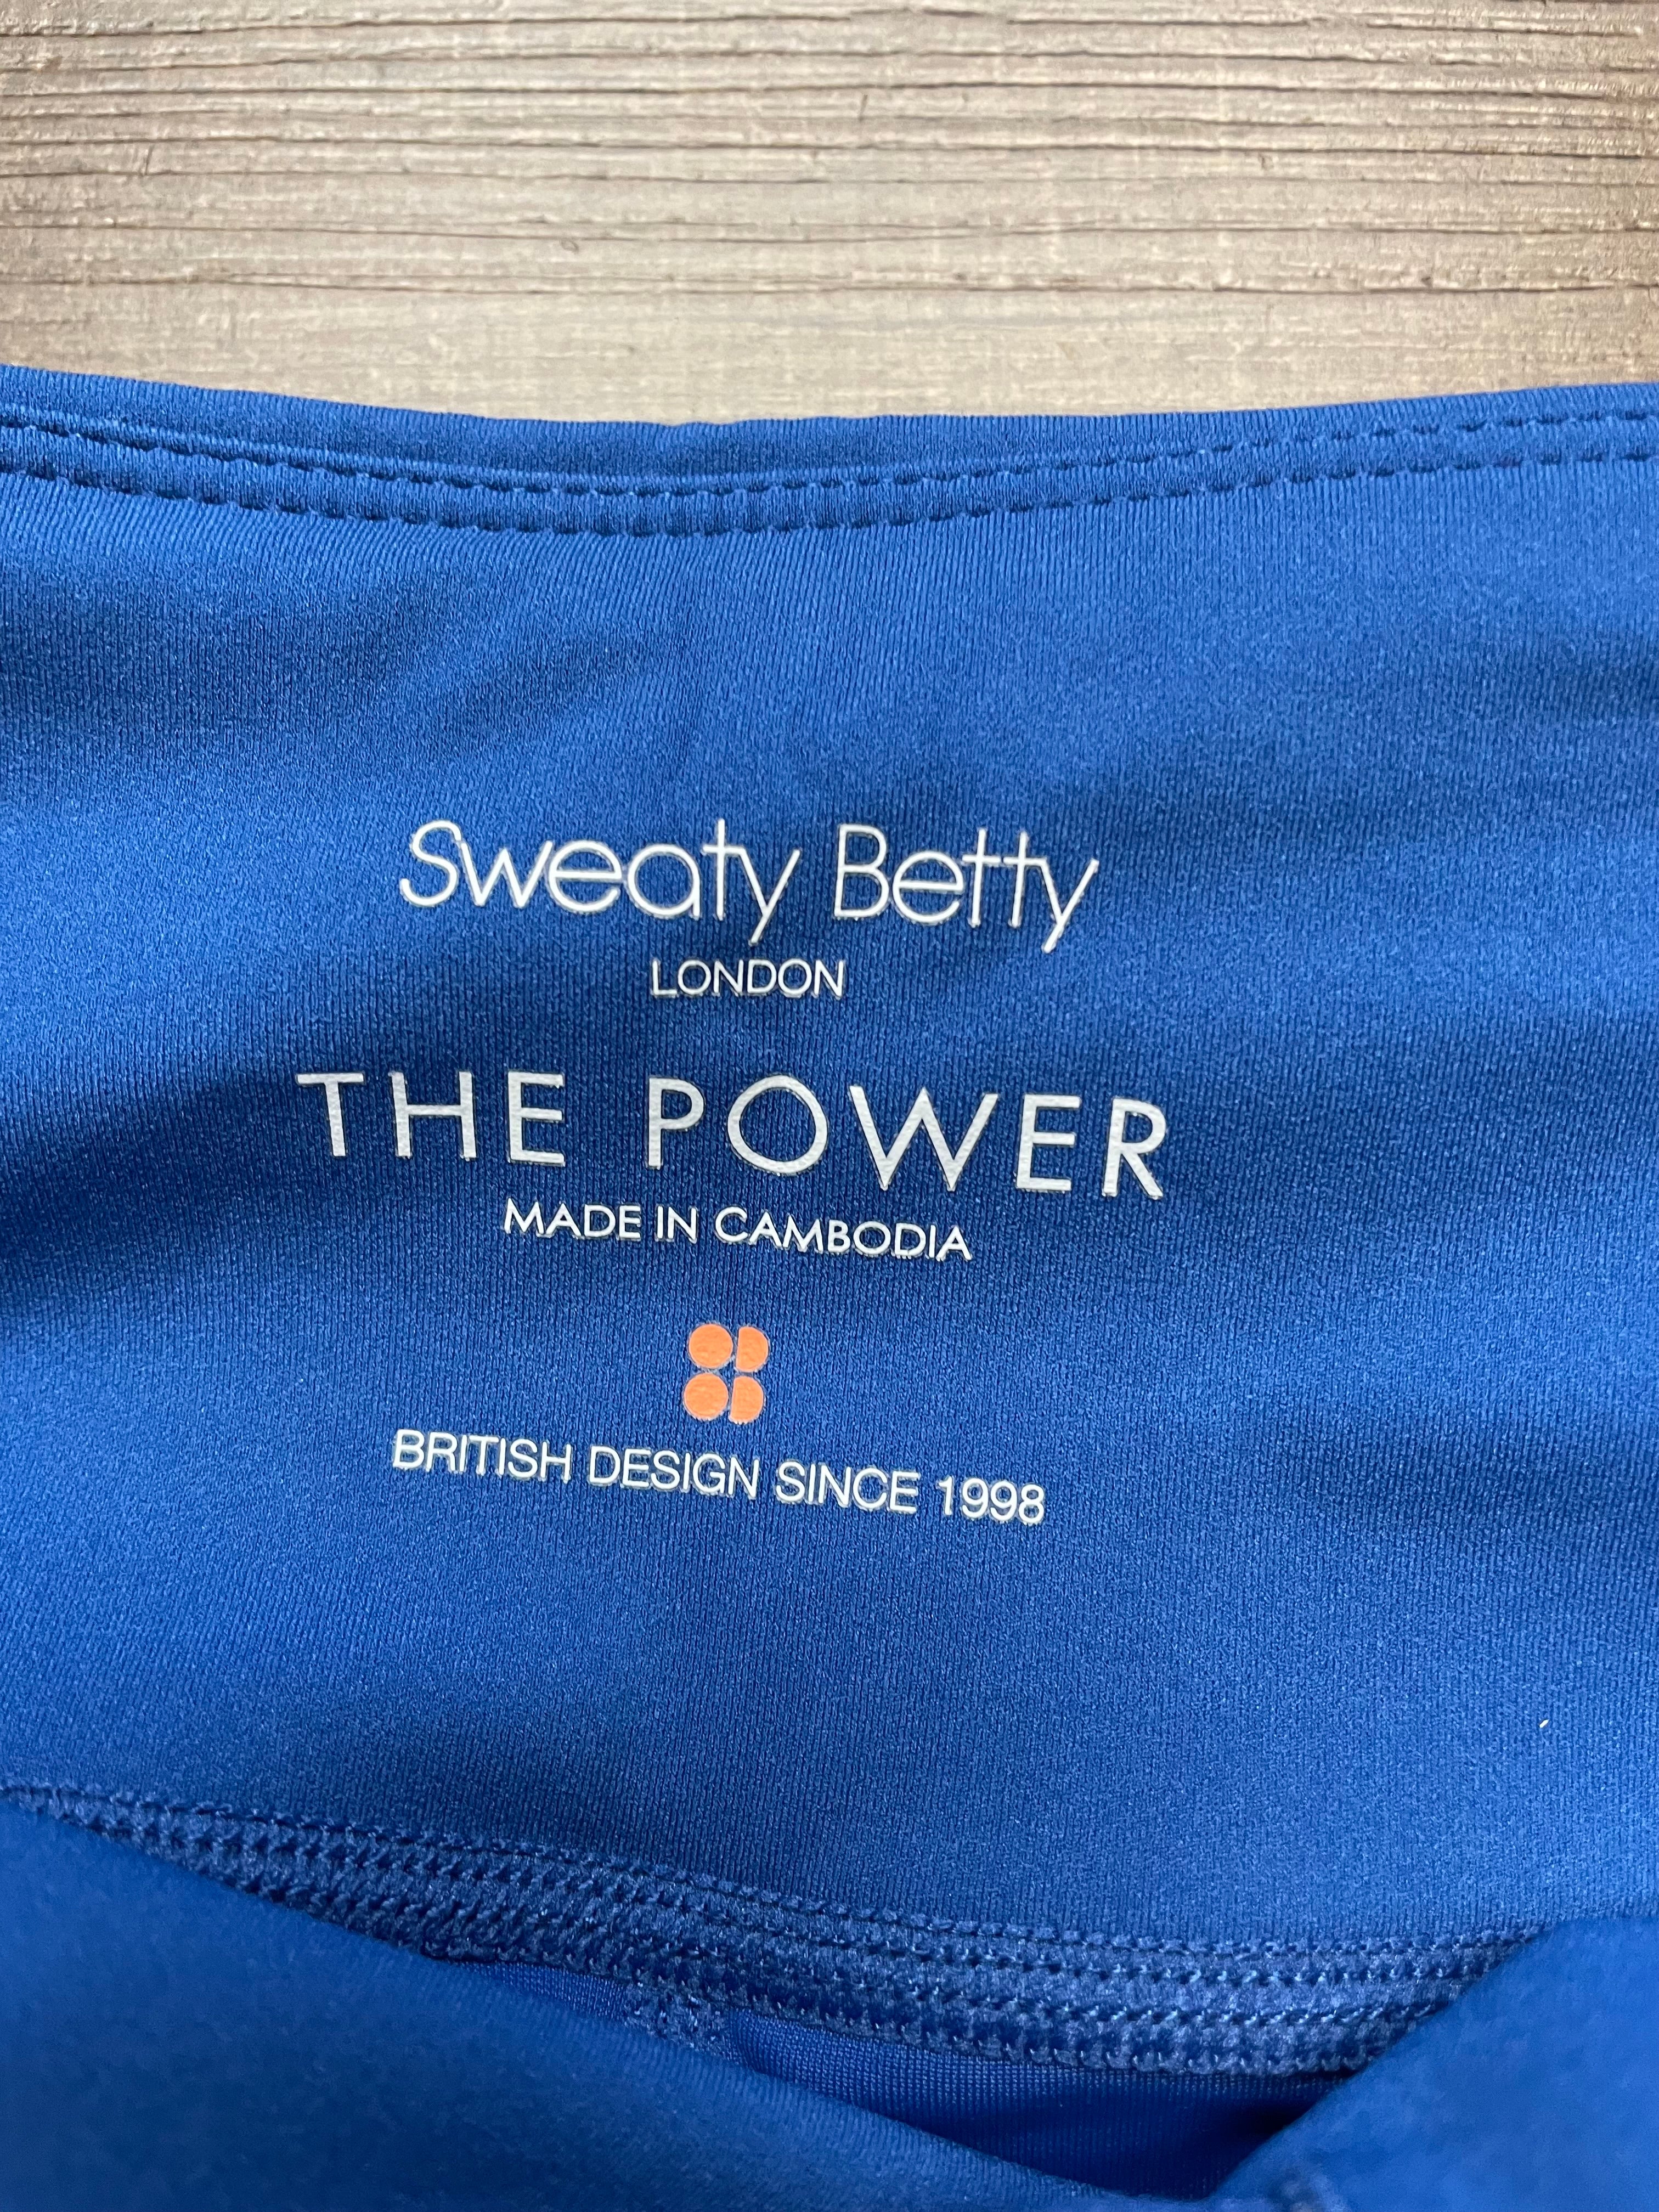 Sweaty Betty
LONDON
THE POWER
MADE IN CAMBODIA
BRITISH DESIGN SINCE 1998